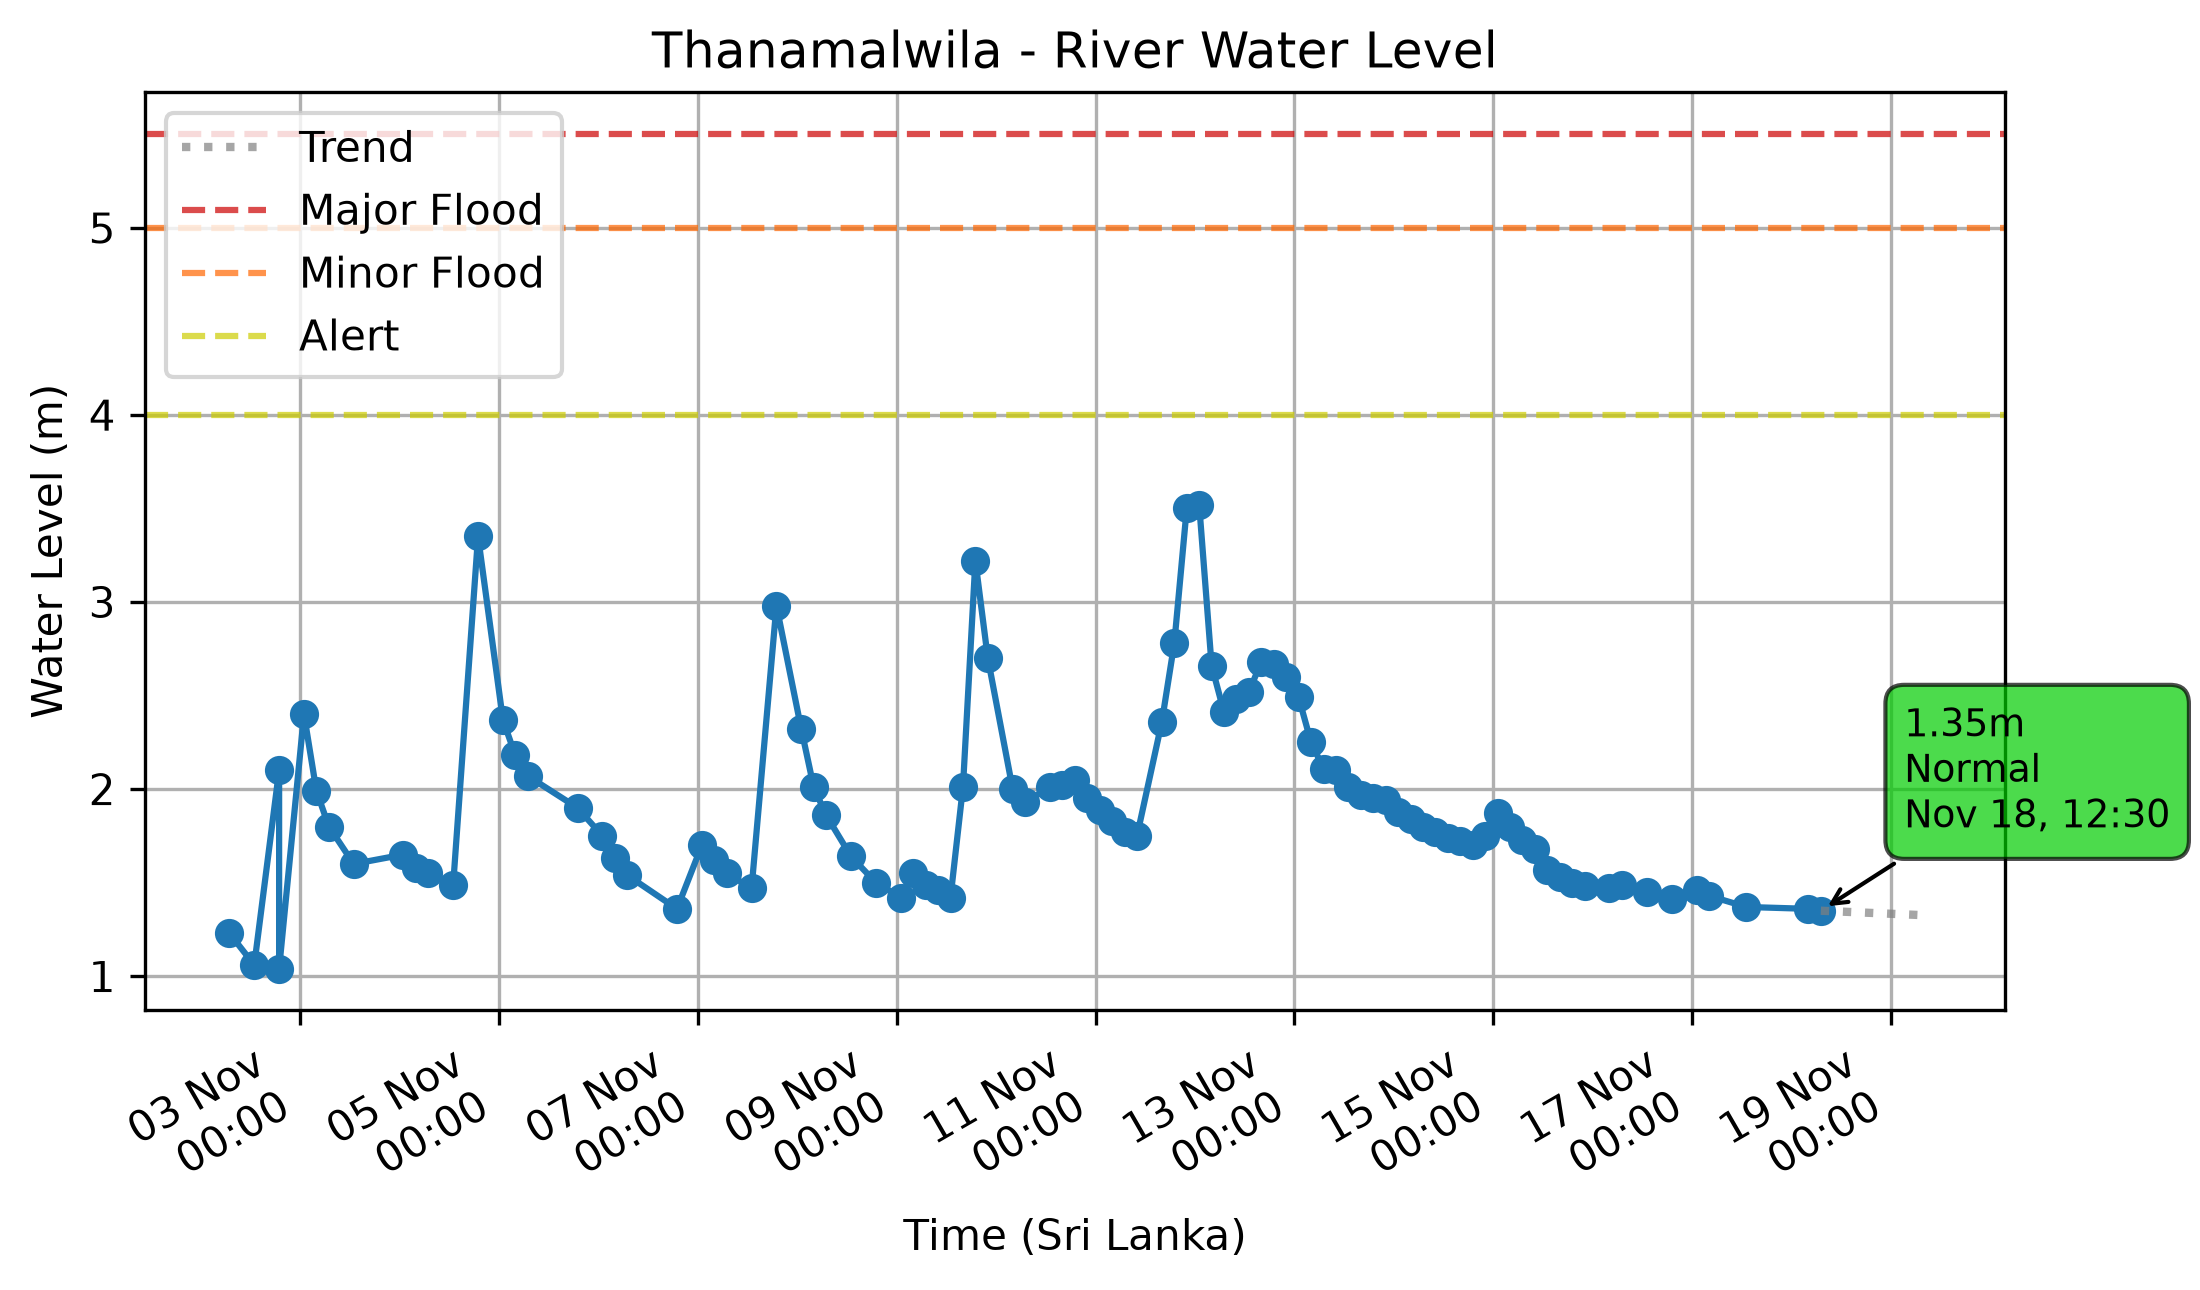 Thanamalwila - River Water Level
Trend
Major Flood
Minor Flood
Alert
Water Level (m)
5
4
3
2
1
1.35m
Normal
Nov 18, 12:30
03 Nov
00:00
05 Nov
00:00
07 Nov
00:00
09 Nov
00:00
11 Nov
00:00
13 Nov
00:00
15 Nov
00:00
17 Nov
00:00
19 Nov
00:00
Time (Sri Lanka)